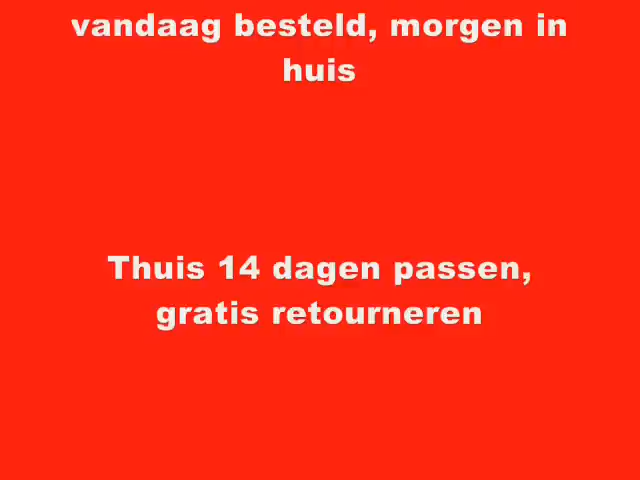 vandaag besteld, morgen in
huis
Thuis 14 dagen passen,
gratis retourneren